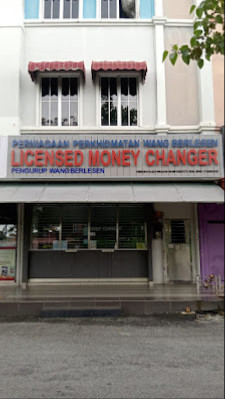 PERNIAGAAN PERKHIDMATAN WANG BERLESEN
LICENSED MONEY CHANGER
PENGURUP WANG BERLESEN